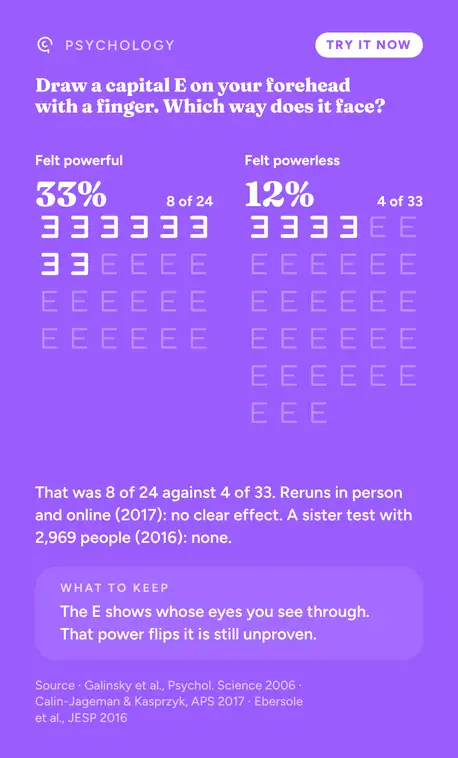 PSYCHOLOGY
TRY IT NOW
Draw a capital E on your forehead
with a finger. Which way does it face?
Felt powerful
33%
8 of 24
Ǝ Ǝ Ǝ Ǝ Ǝ Ǝ
Ǝ Ǝ E E E E
E E E E E E
E E E E E E
Felt powerless
12%
4 of 33
Ǝ Ǝ Ǝ Ǝ E E
E E E E E E
E E E E E E
E E E E E E
E E E E E E
E E E
That was 8 of 24 against 4 of 33. Reruns in person
and online (2017): no clear effect. A sister test with
2,969 people (2016): none.
WHAT TO KEEP
The E shows whose eyes you see through.
That power flips it is still unproven.
Source · Galinsky et al., Psychol. Science 2006 ·
Calin-Jageman & Kasprzyk, APS 2017 · Ebersole
et al., JESP 2016